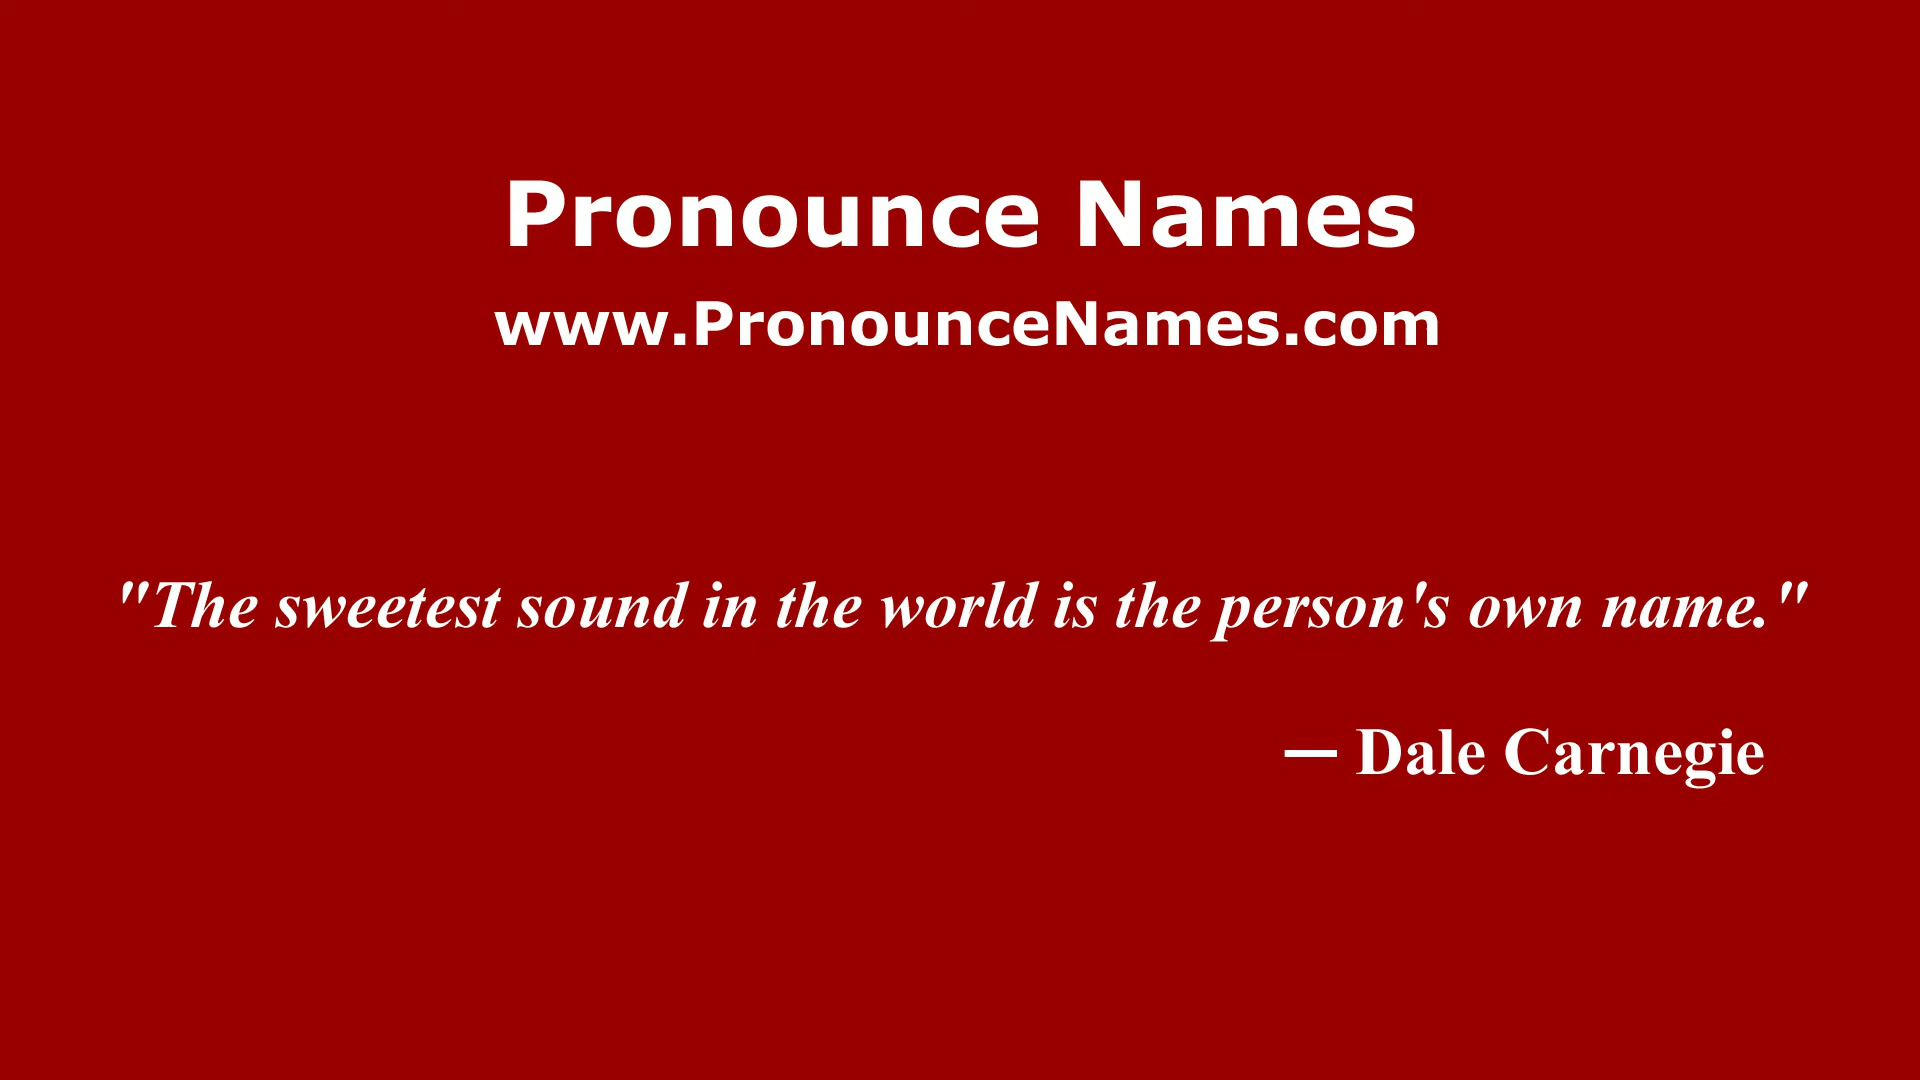 Pronounce Names
www.PronounceNames.com
"The sweetest sound in the world is the person's own name."
— Dale Carnegie